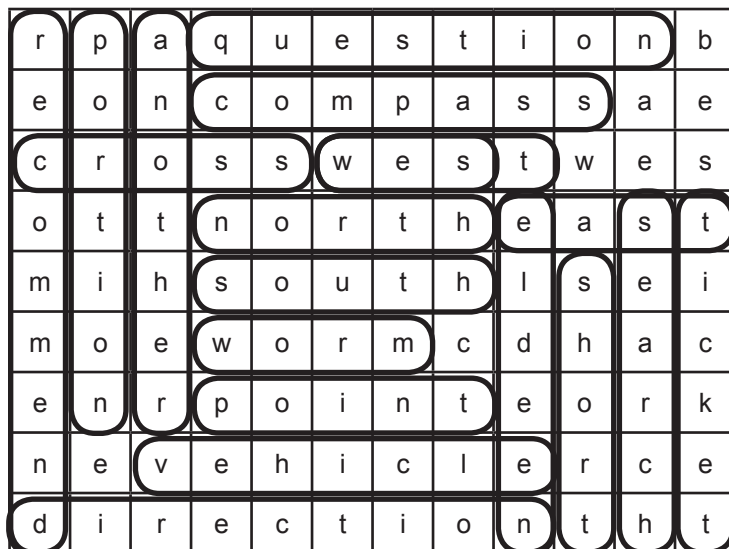 r p a q u e s t i o n b
e o n c o m p a s s a e
c r o s s w e s t w e s
o t t n o r t h e a s t
m i h s o u t h l s e i
m o e w o r m c d h a c
e n r p o i n t e o r k
n e v e h i c l e r c e
d i r e c t i o n t h t